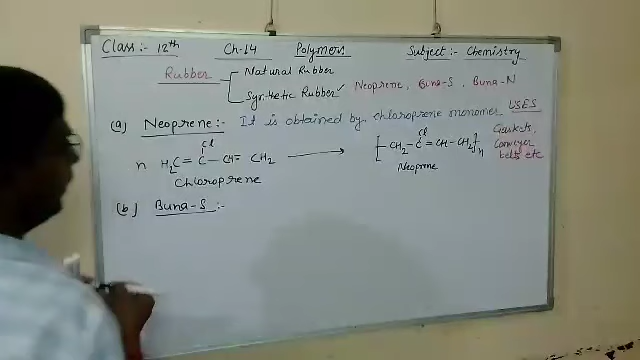 Class:- 12th Ch-14 Polymers Subject:- Chemistry
Rubber Natural Rubber
Synthetic Rubber ✓ Neoprene, Buna-S, Buna-N
(a) Neoprene:- It is obtained by chloroprene monomer USES
Gaskets,
Conveyer
belts etc
n H₂C = C(Cl) – CH = CH₂ ⟶ [ CH₂ – C(Cl) = CH – CH₂ ]n
Chloroprene Neoprene
(b) Buna-S :-